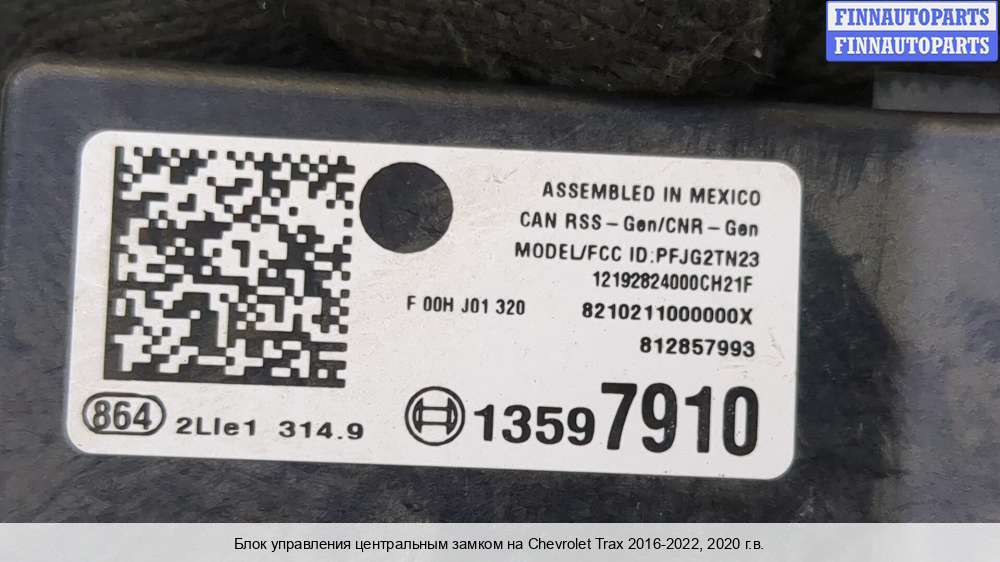 FINNAUTOPARTS
FINNAUTOPARTS
ASSEMBLED IN MEXICO
CAN RSS-Gen/CNR-Gen
MODEL/FCC ID:PFJG2TN23
12192824000CH21F
F 00H J01 320
8210211000000X
812857993
864
2LIe1 314.9
13597910
Блок управления центральным замком на Chevrolet Trax 2016-2022, 2020 г.в.